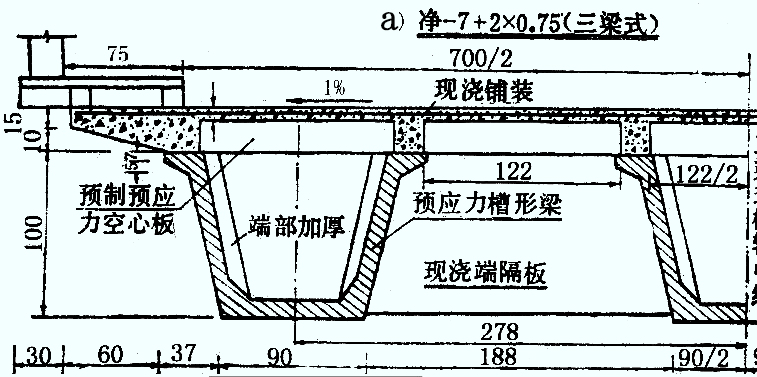 a) 净-7+2×0.75(三梁式)
75
700/2
1%
现浇铺装
15
10
57
122
122/2
预制预应
力空心板
端部加厚
预应力槽形梁
100
现浇端隔板
278
30
60
37
90
188
90/2